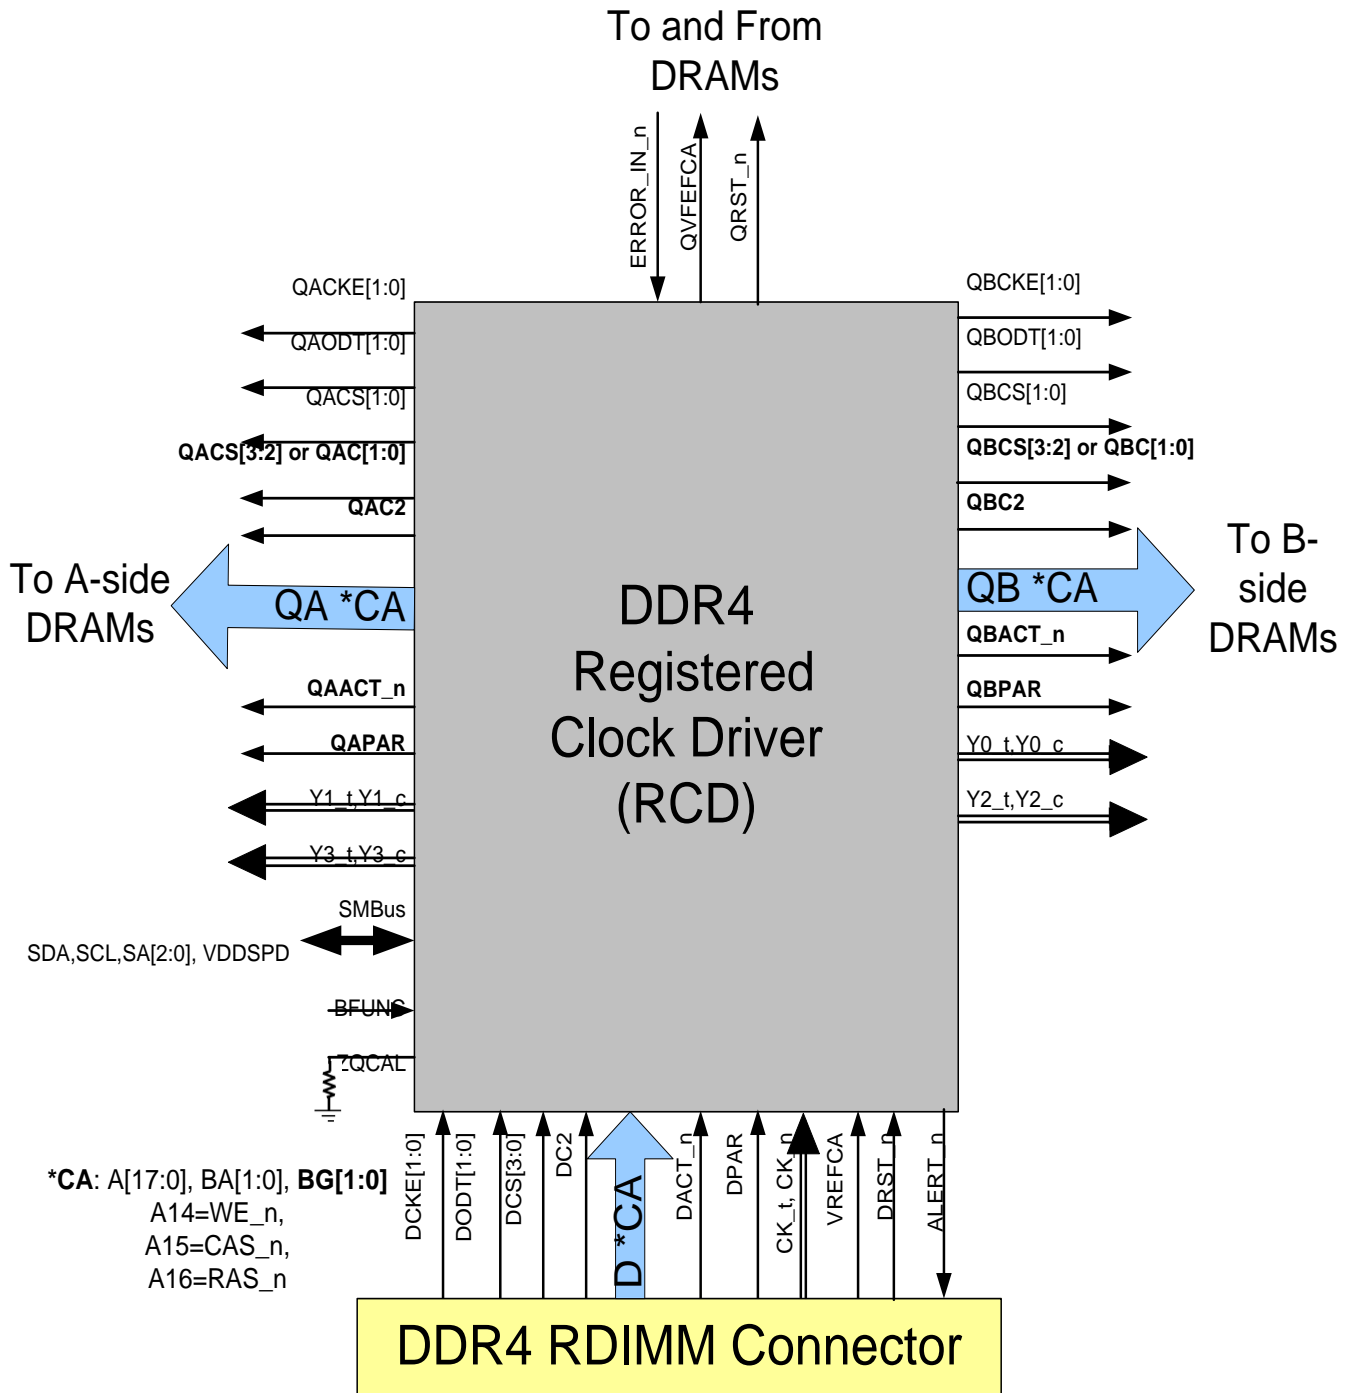 To and From
DRAMs
ERROR_IN_n
QVFEFCA
QRST_n
QACKE[1:0]
QAODT[1:0]
QACS[1:0]
QACS[3:2] or QAC[1:0]
QAC2
To A-side
DRAMs
QA *CA
QAACT_n
QAPAR
Y1_t,Y1_c
Y3_t,Y3_c
SMBus
SDA,SCL,SA[2:0], VDDSPD
BFUNC
ZQCAL
DDR4
Registered
Clock Driver
(RCD)
QBCKE[1:0]
QBODT[1:0]
QBCS[1:0]
QBCS[3:2] or QBC[1:0]
QBC2
QB *CA
To B-
side
DRAMs
QBACT_n
QBPAR
Y0_t,Y0_c
Y2_t,Y2_c
*CA: A[17:0], BA[1:0], BG[1:0]
A14=WE_n,
A15=CAS_n,
A16=RAS_n
DCKE[1:0]
DODT[1:0]
DCS[3:0]
DC2
D *CA
DACT_n
DPAR
CK_t, CK_n
VREFCA
DRST_n
ALERT_n
DDR4 RDIMM Connector